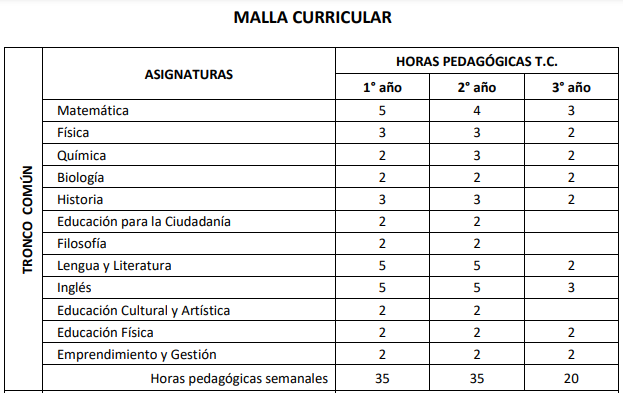 MALLA CURRICULAR
TRONCO COMÚN
ASIGNATURAS
HORAS PEDAGÓGICAS T.C.
1° año 2° año 3° año
Matemática 5 4 3
Física 3 3 2
Química 2 3 2
Biología 2 2 2
Historia 3 3 2
Educación para la Ciudadanía 2 2
Filosofía 2 2
Lengua y Literatura 5 5 2
Inglés 5 5 3
Educación Cultural y Artística 2 2
Educación Física 2 2 2
Emprendimiento y Gestión 2 2 2
Horas pedagógicas semanales 35 35 20